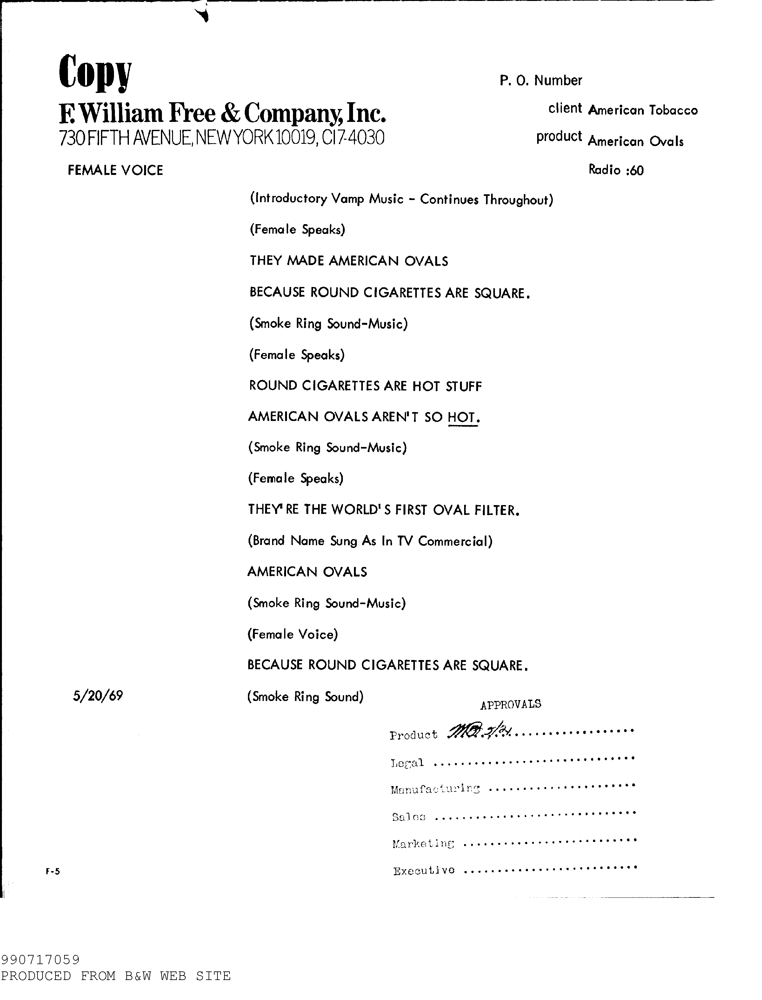 Copy
P. O. Number
F. William Free & Company, Inc.
client American Tobacco
730 FIFTH AVENUE, NEW YORK 10019, CI 7-4030
product American Ovals
FEMALE VOICE
Radio :60
(Introductory Vamp Music - Continues Throughout)
(Female Speaks)
THEY MADE AMERICAN OVALS
BECAUSE ROUND CIGARETTES ARE SQUARE.
(Smoke Ring Sound-Music)
(Female Speaks)
ROUND CIGARETTES ARE HOT STUFF
AMERICAN OVALS AREN'T SO HOT.
(Smoke Ring Sound-Music)
(Female Speaks)
THEY'RE THE WORLD'S FIRST OVAL FILTER.
(Brand Name Sung As In TV Commercial)
AMERICAN OVALS
(Smoke Ring Sound-Music)
(Female Voice)
BECAUSE ROUND CIGARETTES ARE SQUARE.
5/20/69
(Smoke Ring Sound)
APPROVALS
Product ..................
Legal ..............................
Manufacturing ......................
Sales ..............................
Marketing ..........................
Executive ..........................
F-5
990717059
PRODUCED FROM B&W WEB SITE